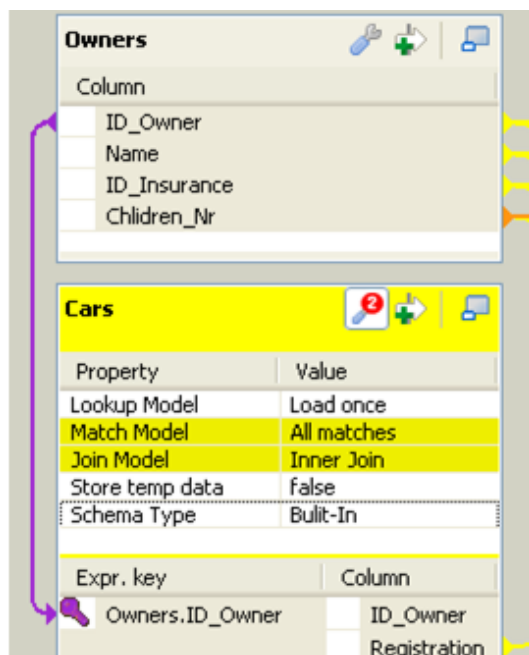 Owners
Column
ID_Owner
Name
ID_Insurance
Chlidren_Nr
Cars
2
Property Value
Lookup Model Load once
Match Model All matches
Join Model Inner Join
Store temp data false
Schema Type Bulit-In
Expr. key Column
Owners.ID_Owner ID_Owner
Registration